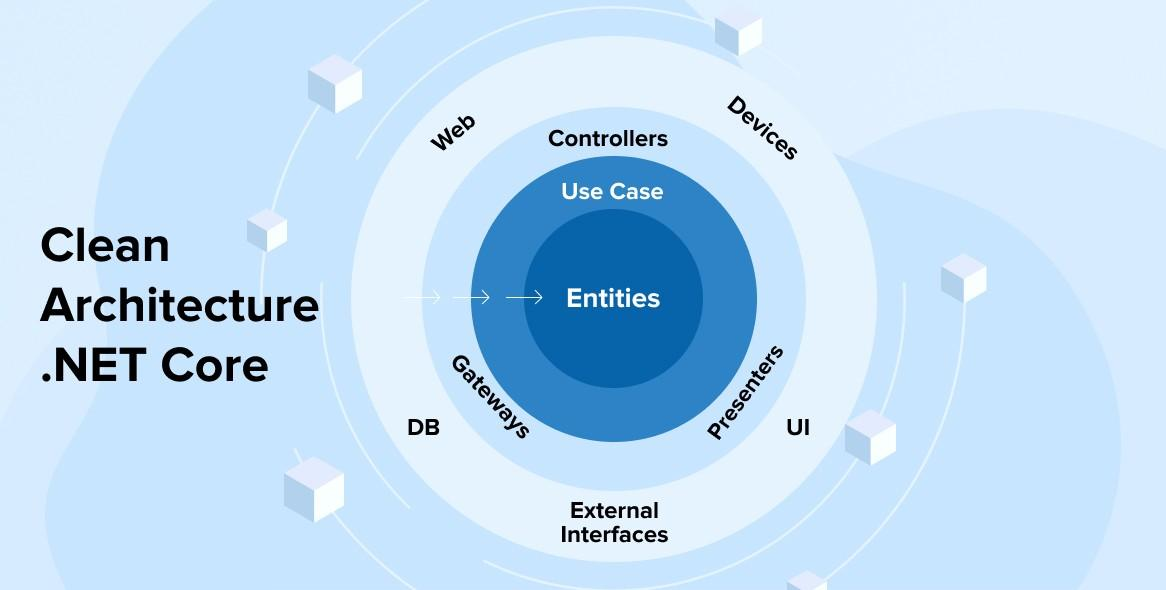 Clean
Architecture
.NET Core
Web
Devices
Controllers
Use Case
Entities
Gateways
Presenters
DB
UI
External
Interfaces